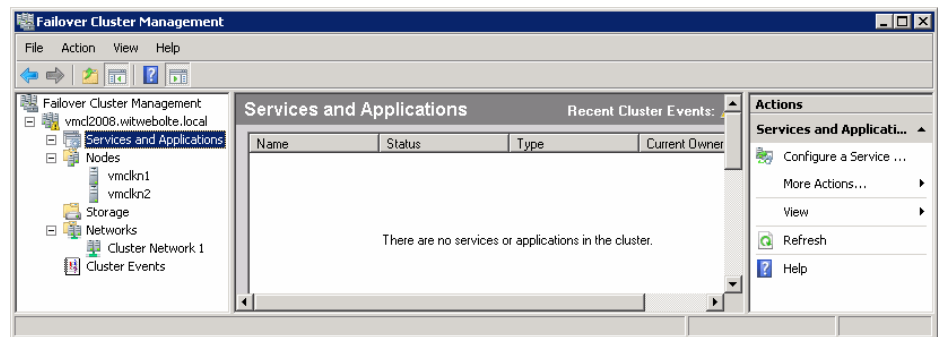 Failover Cluster Management
File Action View Help
Failover Cluster Management
vmcl2008.witwebolte.local
Services and Applications
Nodes
vmclkn1
vmclkn2
Storage
Networks
Cluster Network 1
Cluster Events
Services and Applications Recent Cluster Events:
Name Status Type Current Owner
There are no services or applications in the cluster.
Actions
Services and Applicati...
Configure a Service ...
More Actions...
View
Refresh
Help